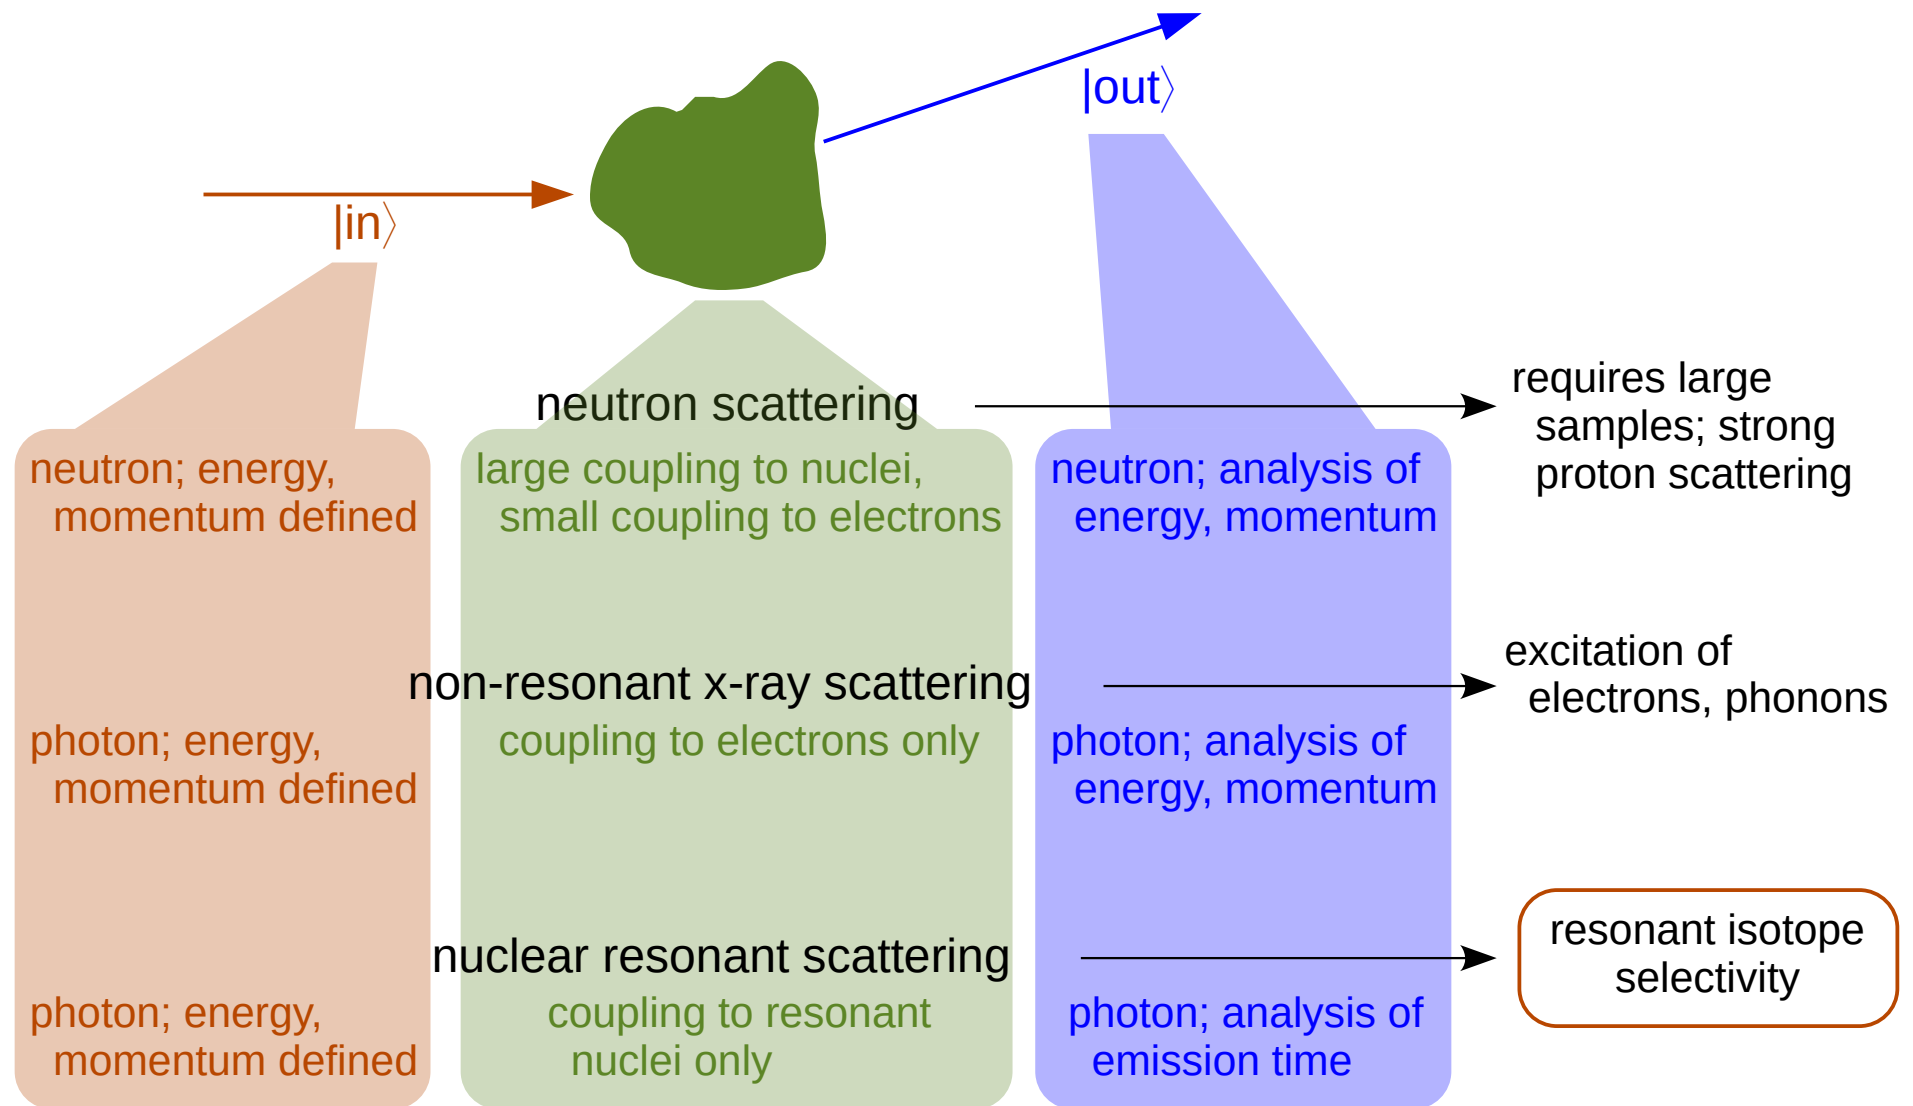 |out⟩
|in⟩
neutron scattering
requires large
samples; strong
proton scattering
neutron; energy,
momentum defined
large coupling to nuclei,
small coupling to electrons
neutron; analysis of
energy, momentum
non-resonant x-ray scattering
excitation of
electrons, phonons
photon; energy,
momentum defined
coupling to electrons only
photon; analysis of
energy, momentum
nuclear resonant scattering
resonant isotope
selectivity
photon; energy,
momentum defined
coupling to resonant
nuclei only
photon; analysis of
emission time